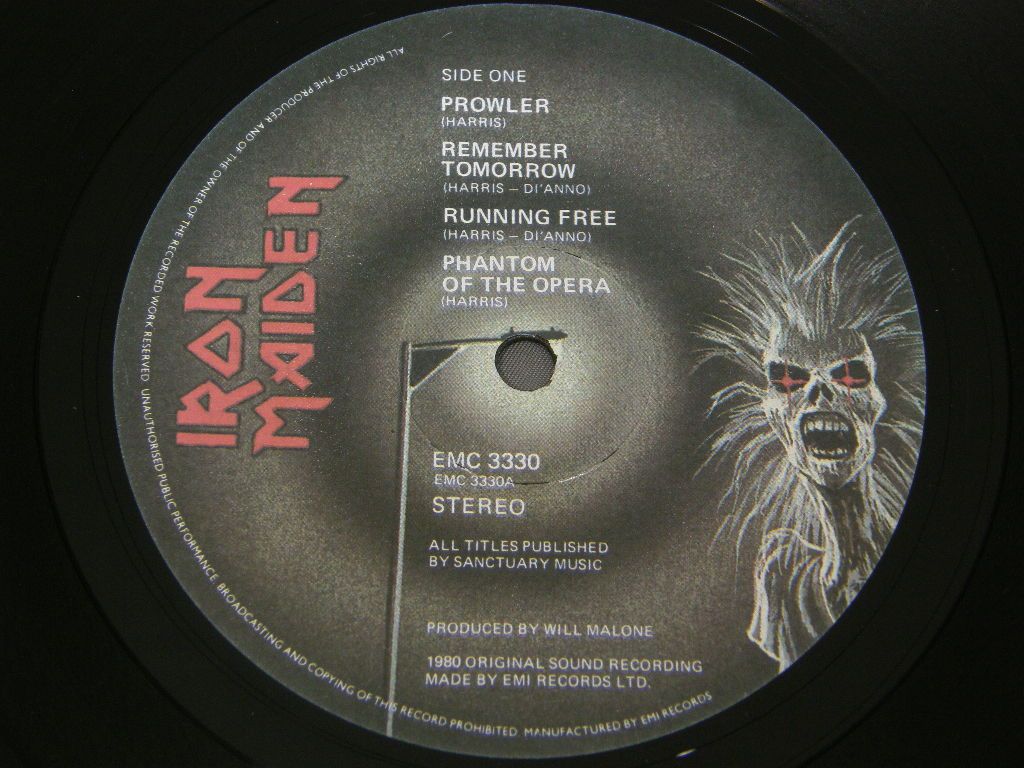 SIDE ONE
PROWLER
(HARRIS)
REMEMBER
TOMORROW
(HARRIS – DI'ANNO)
RUNNING FREE
(HARRIS – DI'ANNO)
PHANTOM
OF THE OPERA
(HARRIS)
IRON
MAIDEN
EMC 3330
EMC 3330A
STEREO
ALL TITLES PUBLISHED
BY SANCTUARY MUSIC
PRODUCED BY WILL MALONE
1980 ORIGINAL SOUND RECORDING
MADE BY EMI RECORDS LTD.
ALL RIGHTS OF THE PRODUCER AND OF THE OWNER OF THE RECORDED WORK RESERVED. UNAUTHORISED PUBLIC PERFORMANCE BROADCASTING AND COPYING OF THIS RECORD PROHIBITED. MANUFACTURED BY EMI RECORDS